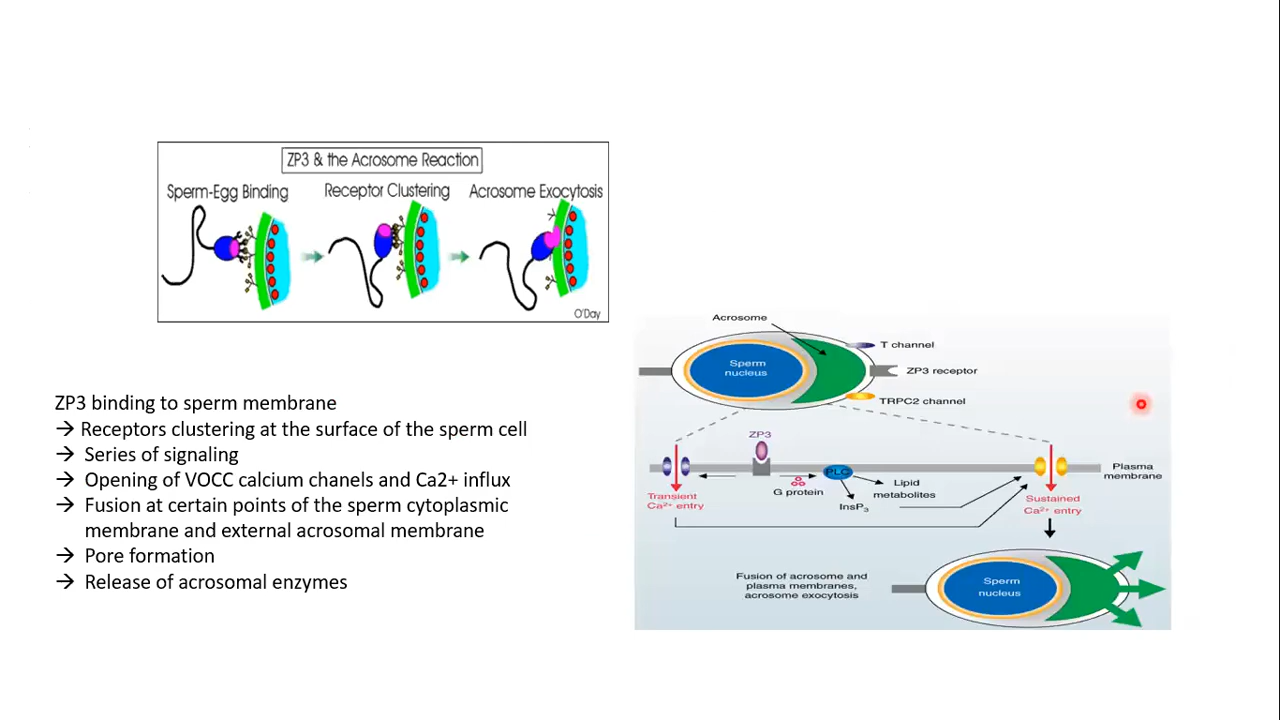 ZP3 & the Acrosome Reaction
Sperm-Egg Binding
Receptor Clustering
Acrosome Exocytosis
O'Day
ZP3 binding to sperm membrane
→ Receptors clustering at the surface of the sperm cell
→ Series of signaling
→ Opening of VOCC calcium chanels and Ca2+ influx
→ Fusion at certain points of the sperm cytoplasmic
membrane and external acrosomal membrane
→ Pore formation
→ Release of acrosomal enzymes
Acrosome
T channel
Sperm
nucleus
ZP3 receptor
TRPC2 channel
ZP3
PLC
Plasma
membrane
G protein
Lipid
metabolites
InsP₃
Transient
Ca²⁺ entry
Sustained
Ca²⁺ entry
Fusion of acrosome and
plasma membranes,
acrosome exocytosis
Sperm
nucleus